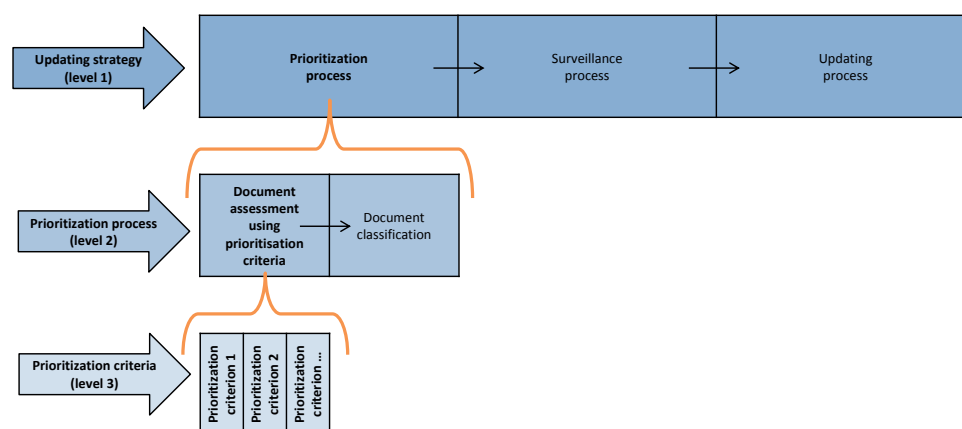 Updating strategy
(level 1)
Prioritization
process
Surveillance
process
Updating
process
Prioritization process
(level 2)
Document
assessment
using
prioritisation
criteria
Document
classification
Prioritization criteria
(level 3)
Prioritization
criterion 1
Prioritization
criterion 2
Prioritization
criterion ...